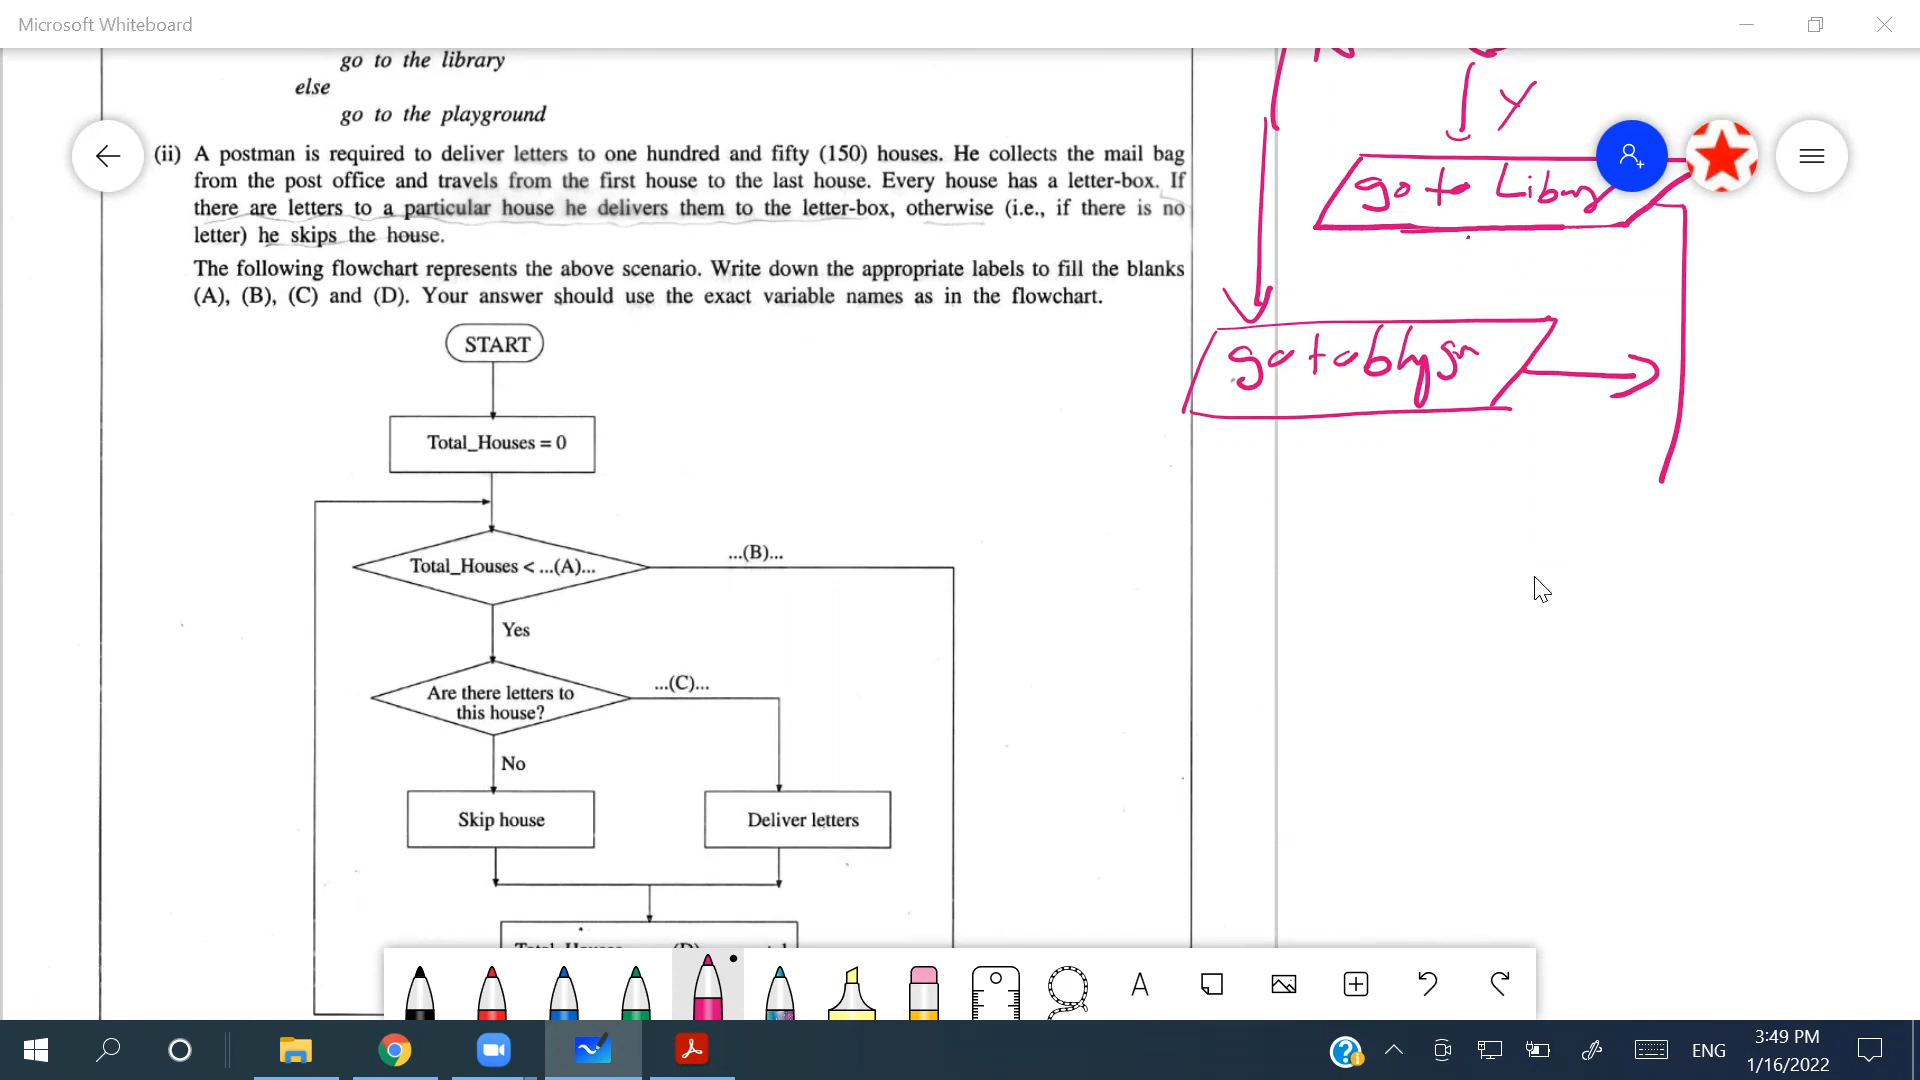 Microsoft Whiteboard
go to the library
else
go to the playground
(ii) A postman is required to deliver letters to one hundred and fifty (150) houses. He collects the mail bag
from the post office and travels from the first house to the last house. Every house has a letter-box. If
there are letters to a particular house he delivers them to the letter-box, otherwise (i.e., if there is no
letter) he skips the house.
The following flowchart represents the above scenario. Write down the appropriate labels to fill the blanks
(A), (B), (C) and (D). Your answer should use the exact variable names as in the flowchart.
START
Total_Houses = 0
Total_Houses < ...(A)...
...(B)...
Yes
Are there letters to
this house?
...(C)...
No
Skip house
Deliver letters
Y
go to
go to
A
ENG
3:49 PM
1/16/2022